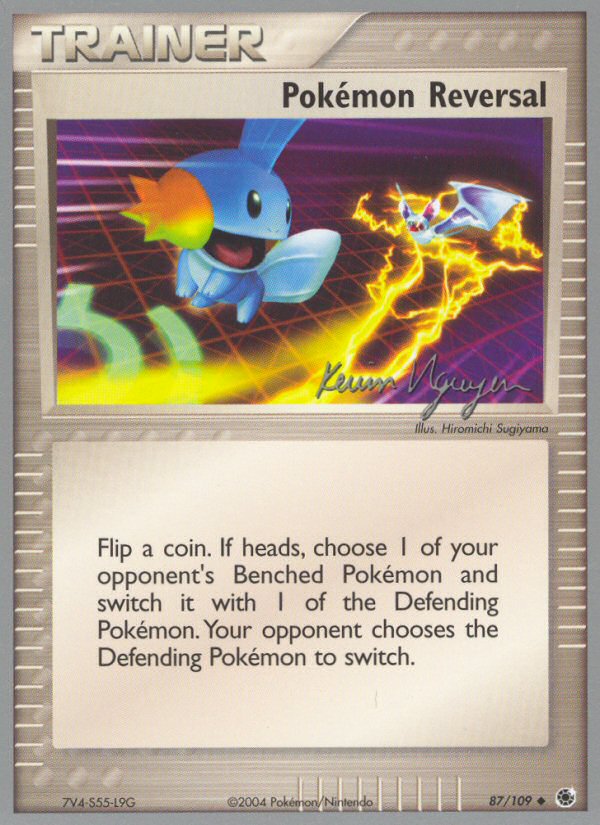 TRAINER
Pokémon Reversal
Kevin Nguyen
Illus. Hiromichi Sugiyama
Flip a coin. If heads, choose 1 of your
opponent's Benched Pokémon and
switch it with 1 of the Defending
Pokémon. Your opponent chooses the
Defending Pokémon to switch.
7V4-S55-L9G
©2004 Pokémon/Nintendo
87/109 ◆